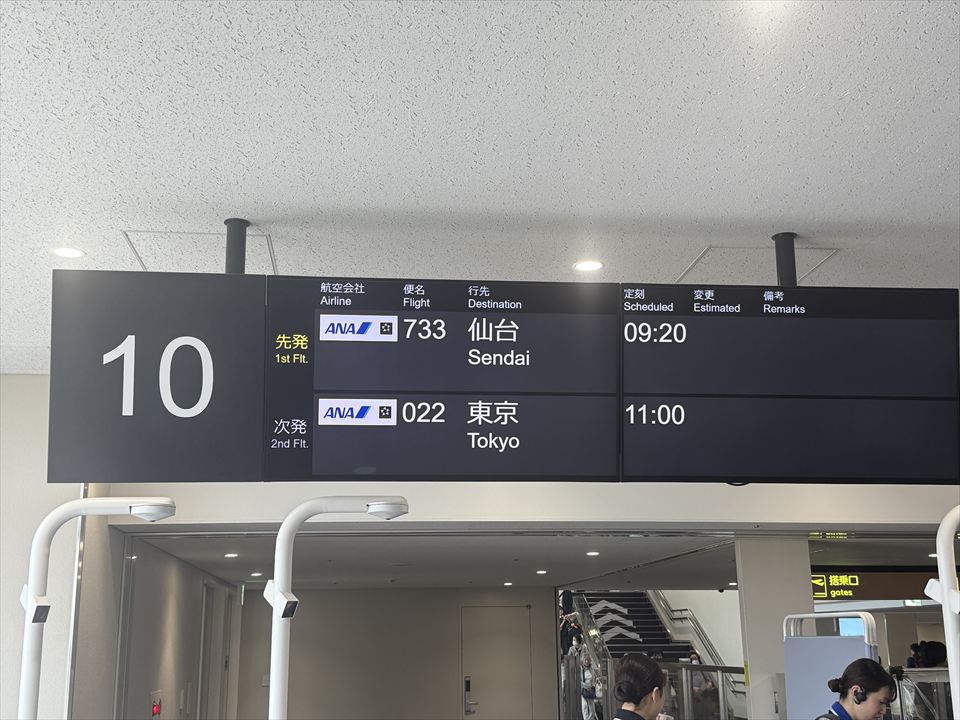 10
航空会社 便名 行先 定刻 変更 備考
Airline Flight Destination Scheduled Estimated Remarks
先発 ANA 733 仙台 09:20
1st Flt. Sendai
次発 ANA 022 東京 11:00
2nd Flt. Tokyo
搭乗口
gates